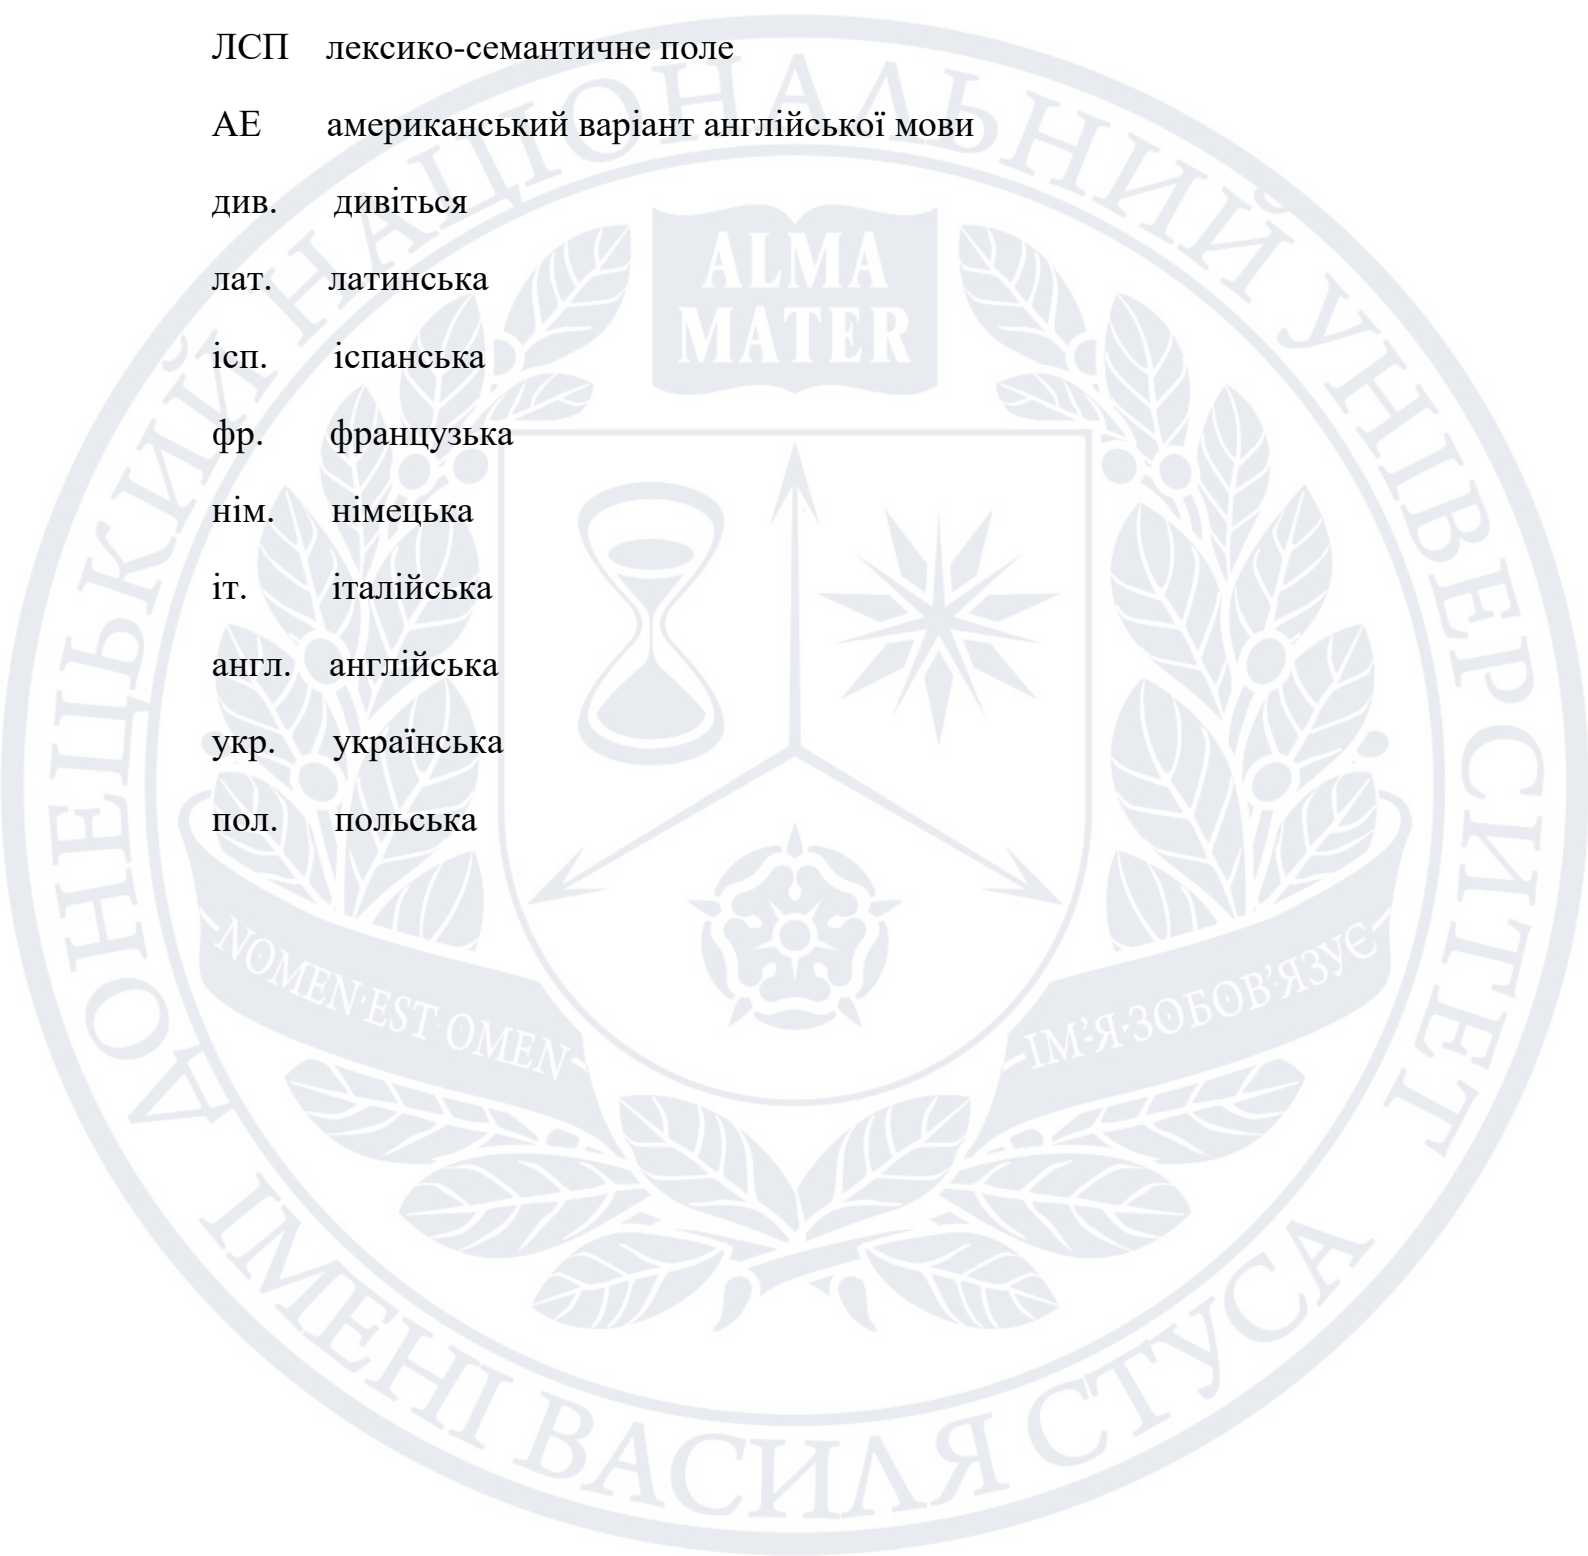 ЛСП лексико-семантичне поле
АЕ американський варіант англійської мови
див. дивіться
лат. латинська
ісп. іспанська
фр. французька
нім. німецька
іт. італійська
англ. англійська
укр. українська
пол. польська
ДОНЕЦЬКИЙ НАЦІОНАЛЬНИЙ УНІВЕРСИТЕТ
ІМЕНІ ВАСИЛЯ СТУСА
ALMA
MATER
NOMEN·EST·OMEN
ІМ'Я·ЗОБОВ'ЯЗУЄ